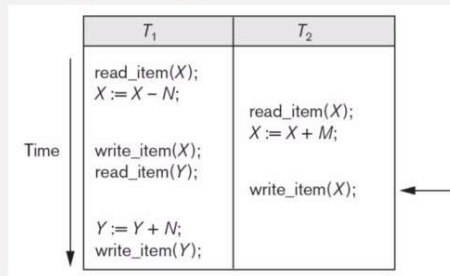 T1 T2
read_item(X);
X := X – N;
read_item(X);
X := X + M;
Time
write_item(X);
read_item(Y);
write_item(X);
Y := Y + N;
write_item(Y);